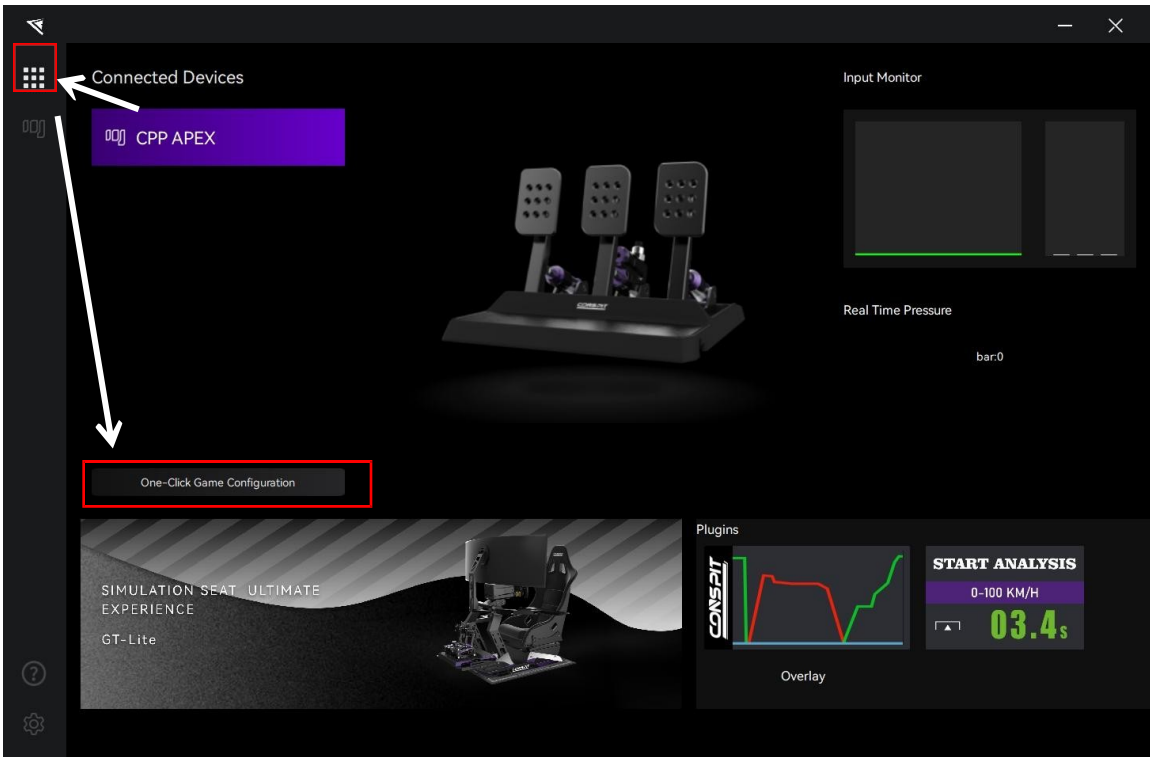 Connected Devices
CPP APEX
Input Monitor
CONSPIT
Real Time Pressure
bar:0
One-Click Game Configuration
SIMULATION SEAT ULTIMATE
EXPERIENCE
GT-Lite
Plugins
CONSPIT
START ANALYSIS
0-100 KM/H
03.4s
Overlay
?